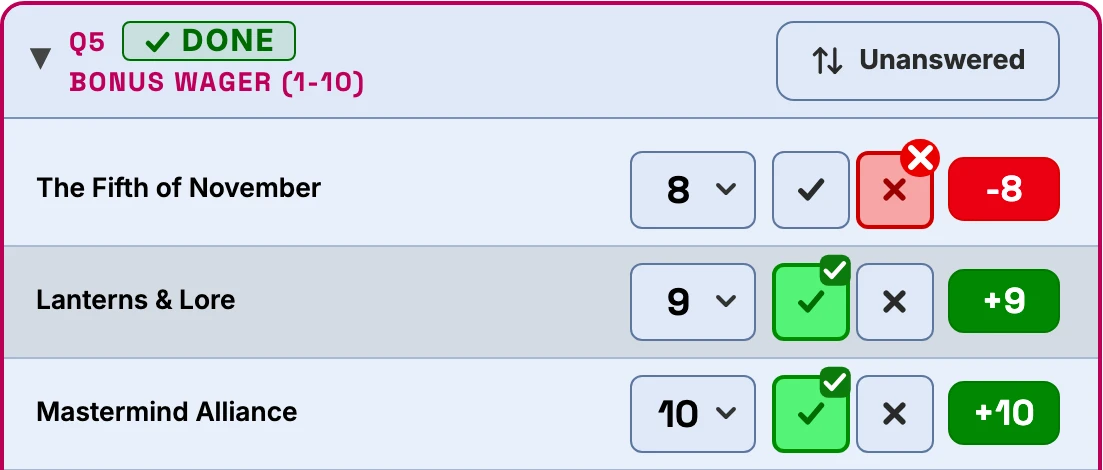 Q5 DONE
BONUS WAGER (1-10)
Unanswered
The Fifth of November 8 -8
Lanterns & Lore 9 +9
Mastermind Alliance 10 +10